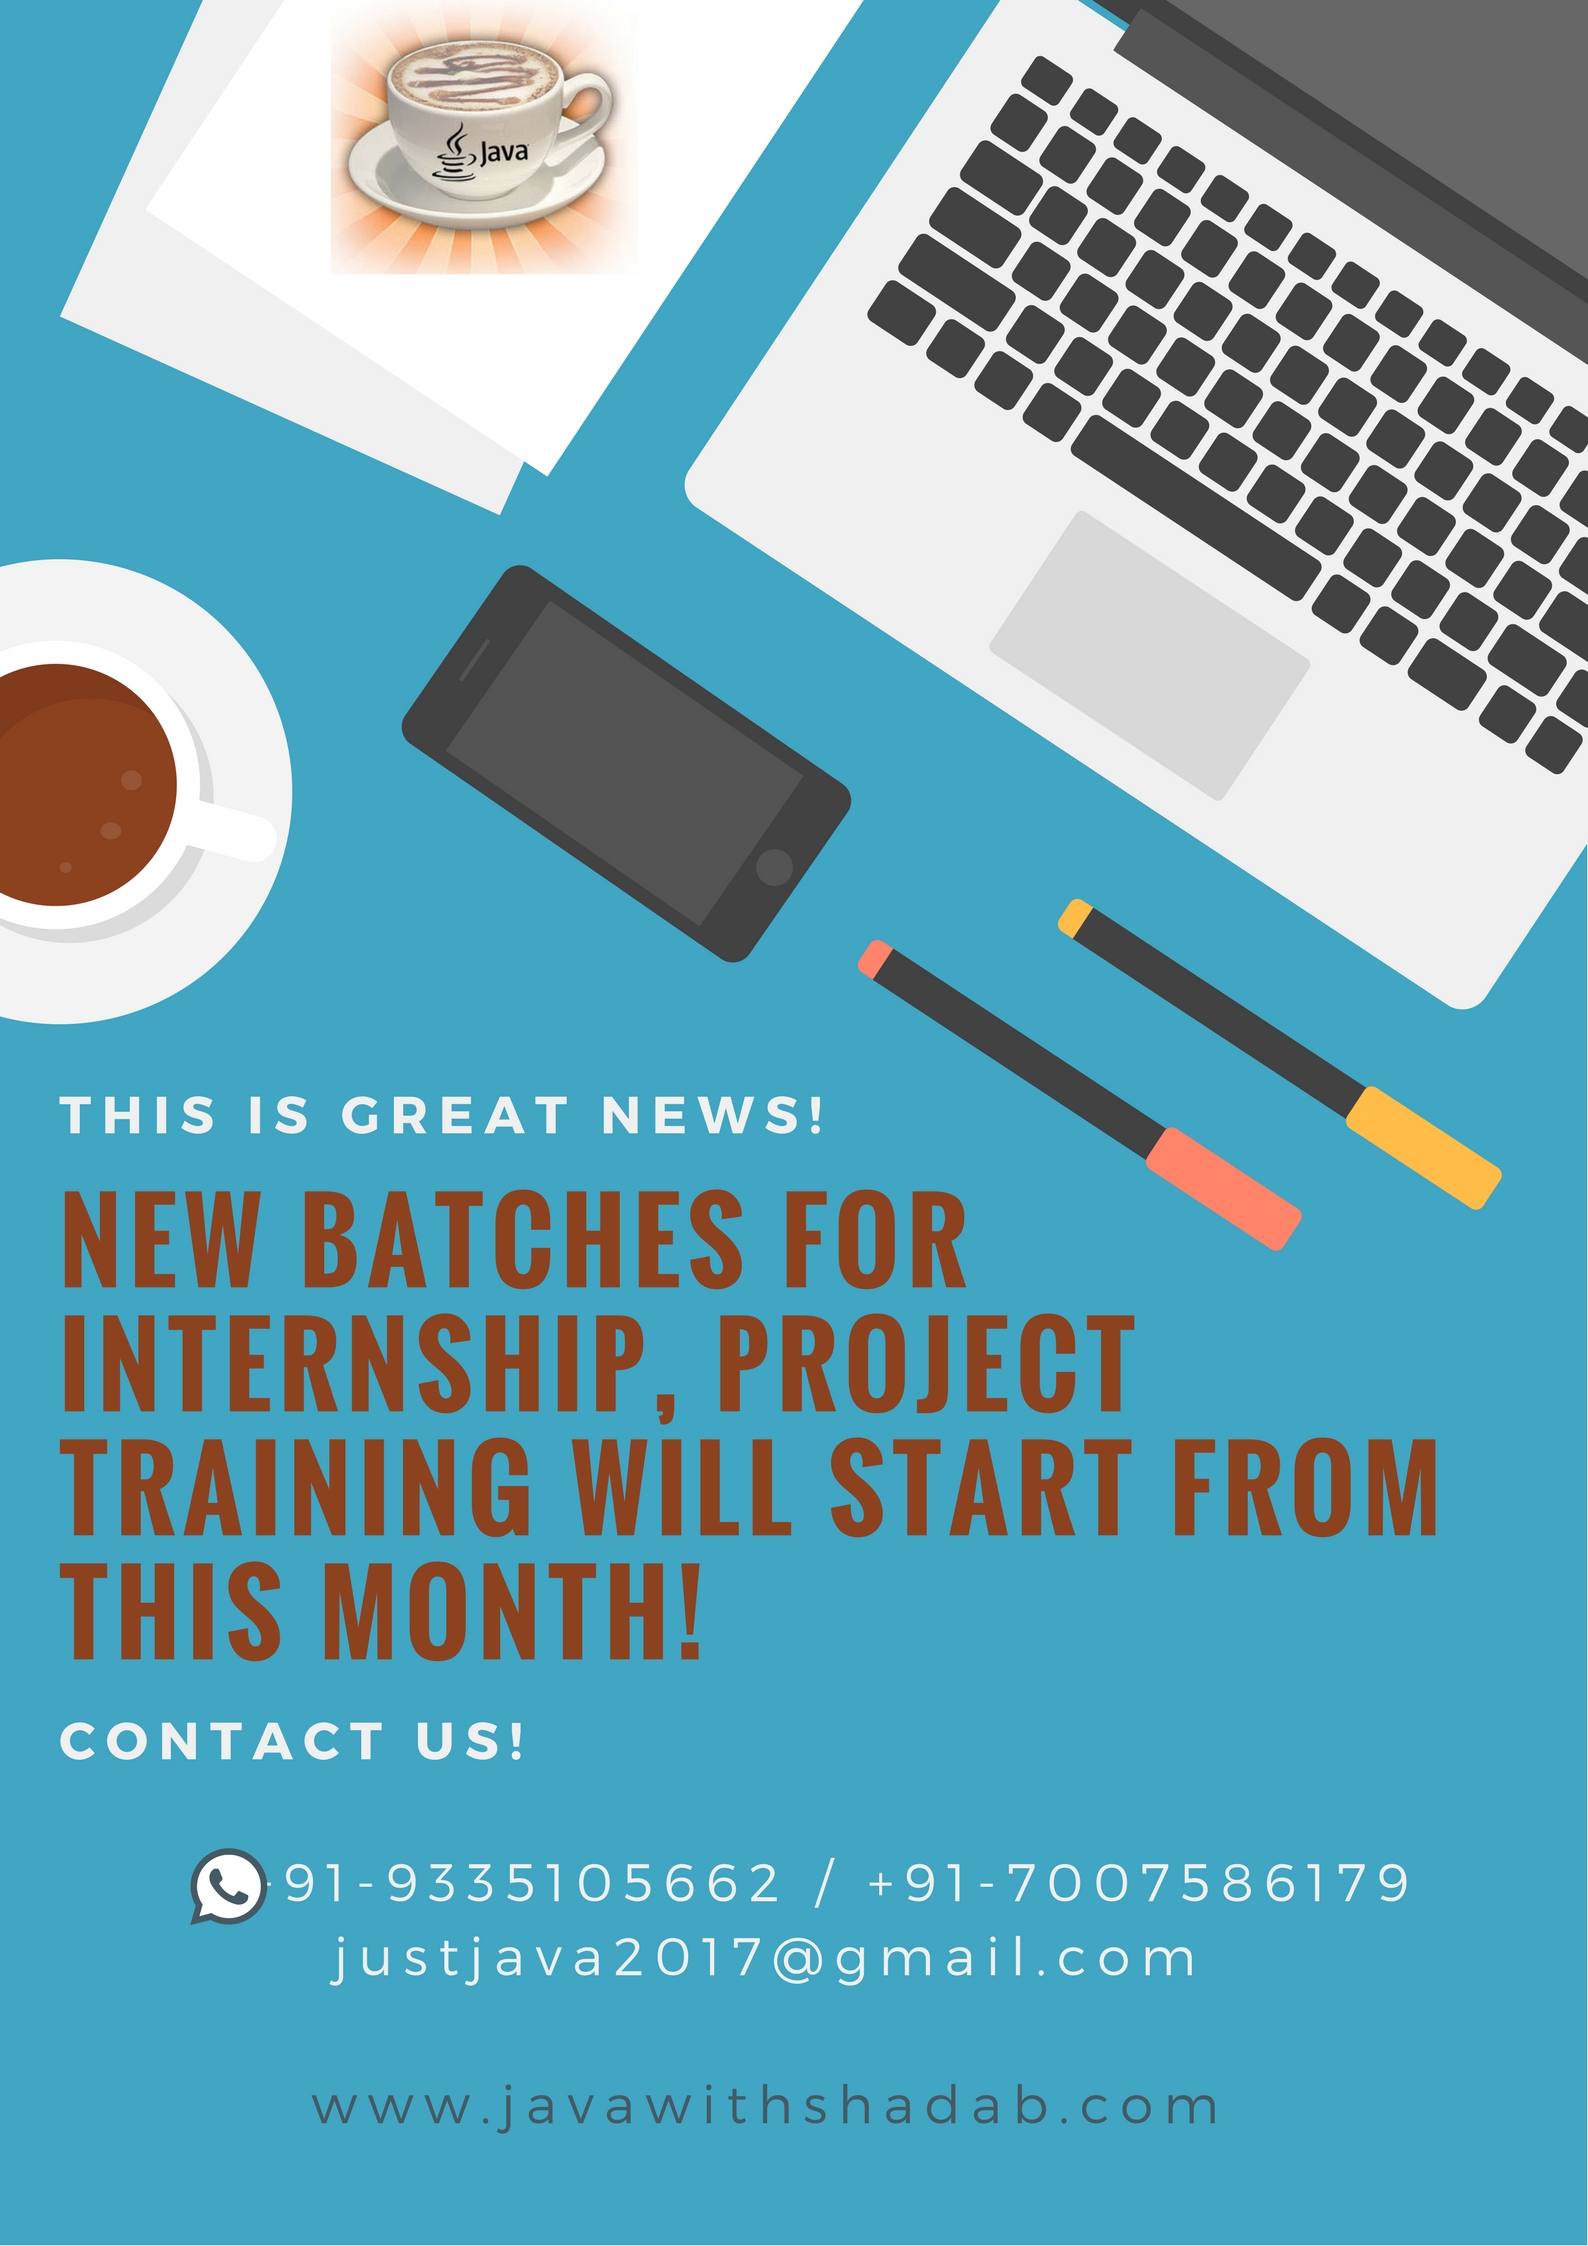 Java
THIS IS GREAT NEWS!
NEW BATCHES FOR
INTERNSHIP, PROJECT
TRAINING WILL START FROM
THIS MONTH!
CONTACT US!
91-9335105662 / +91-7007586179
justjava2017@gmail.com
www.javawithshadab.com